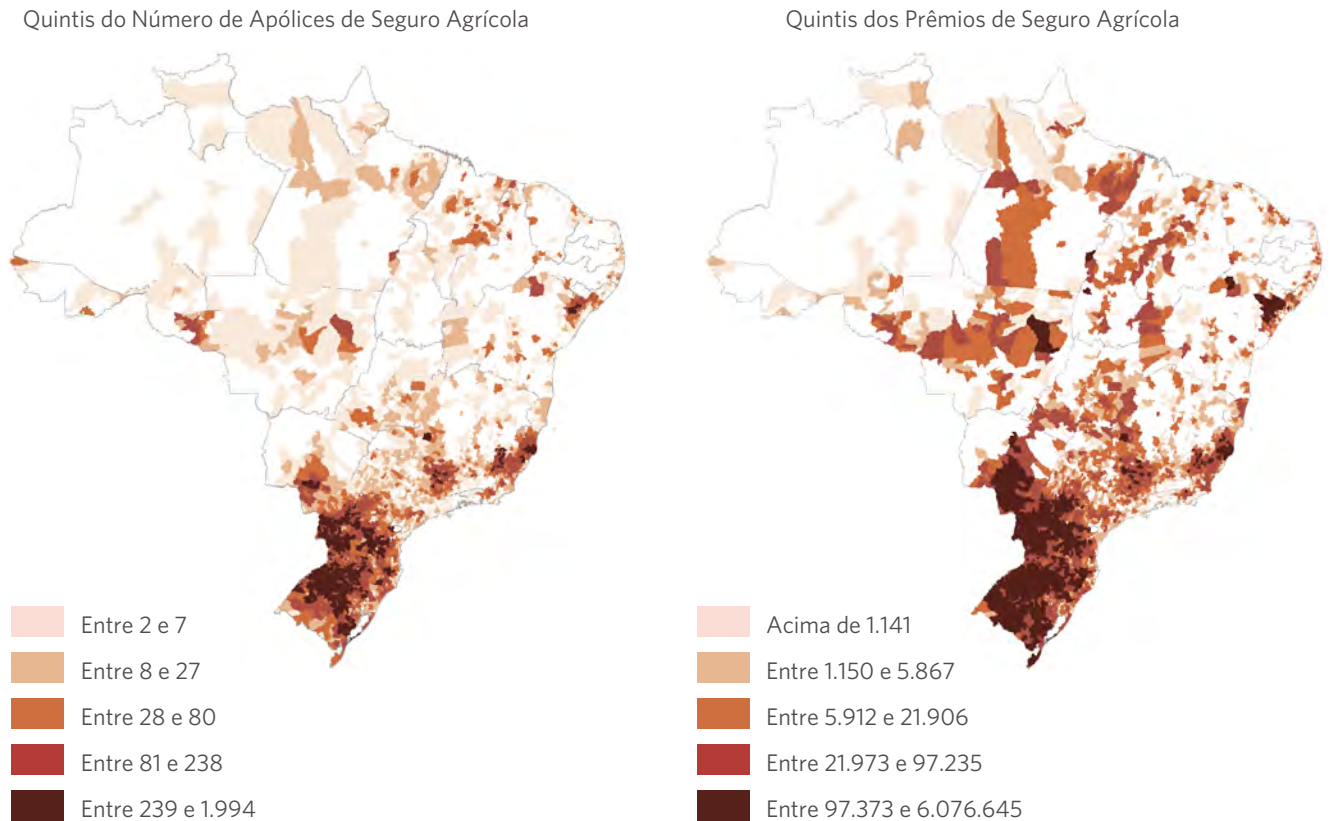 Quintis do Número de Apólices de Seguro Agrícola
Entre 2 e 7
Entre 8 e 27
Entre 28 e 80
Entre 81 e 238
Entre 239 e 1.994
Quintis dos Prêmios de Seguro Agrícola
Acima de 1.141
Entre 1.150 e 5.867
Entre 5.912 e 21.906
Entre 21.973 e 97.235
Entre 97.373 e 6.076.645